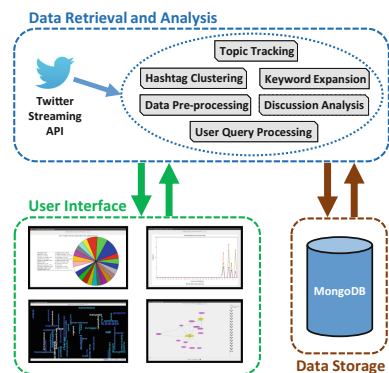 Data Retrieval and Analysis
Topic Tracking
Hashtag Clustering
Keyword Expansion
Twitter
Streaming
API
Data Pre-processing
Discussion Analysis
User Query Processing
User Interface
MongoDB
Data Storage